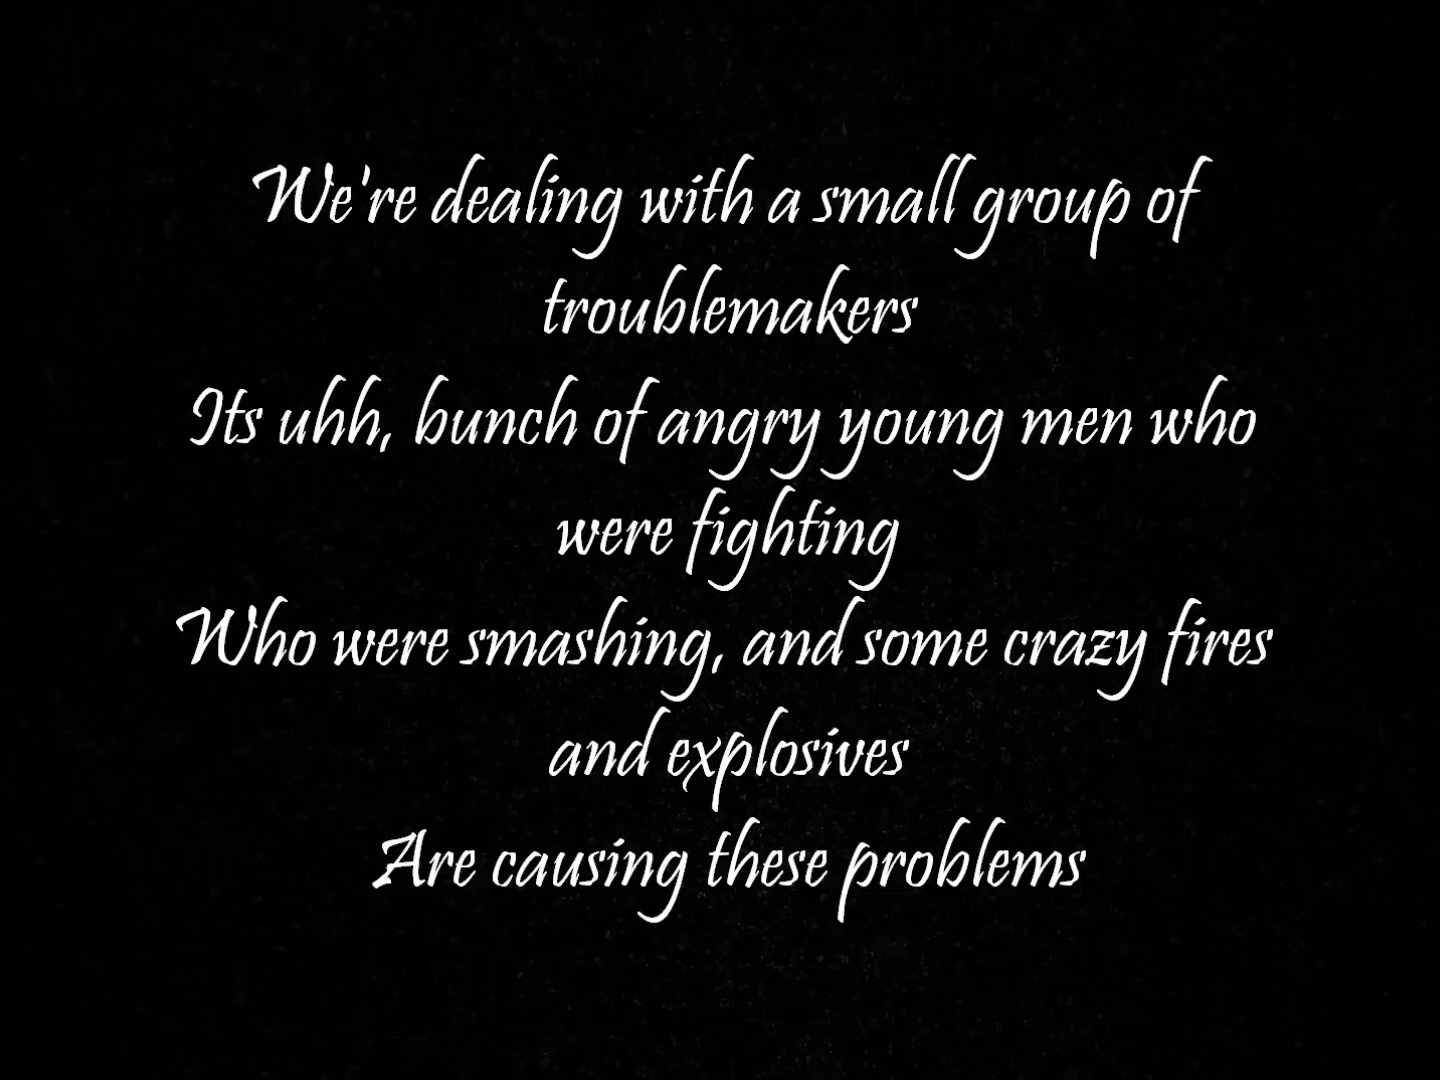 We're dealing with a small group of
troublemakers
Its uhh, bunch of angry young men who
were fighting
Who were smashing, and some crazy fires
and explosives
Are causing these problems